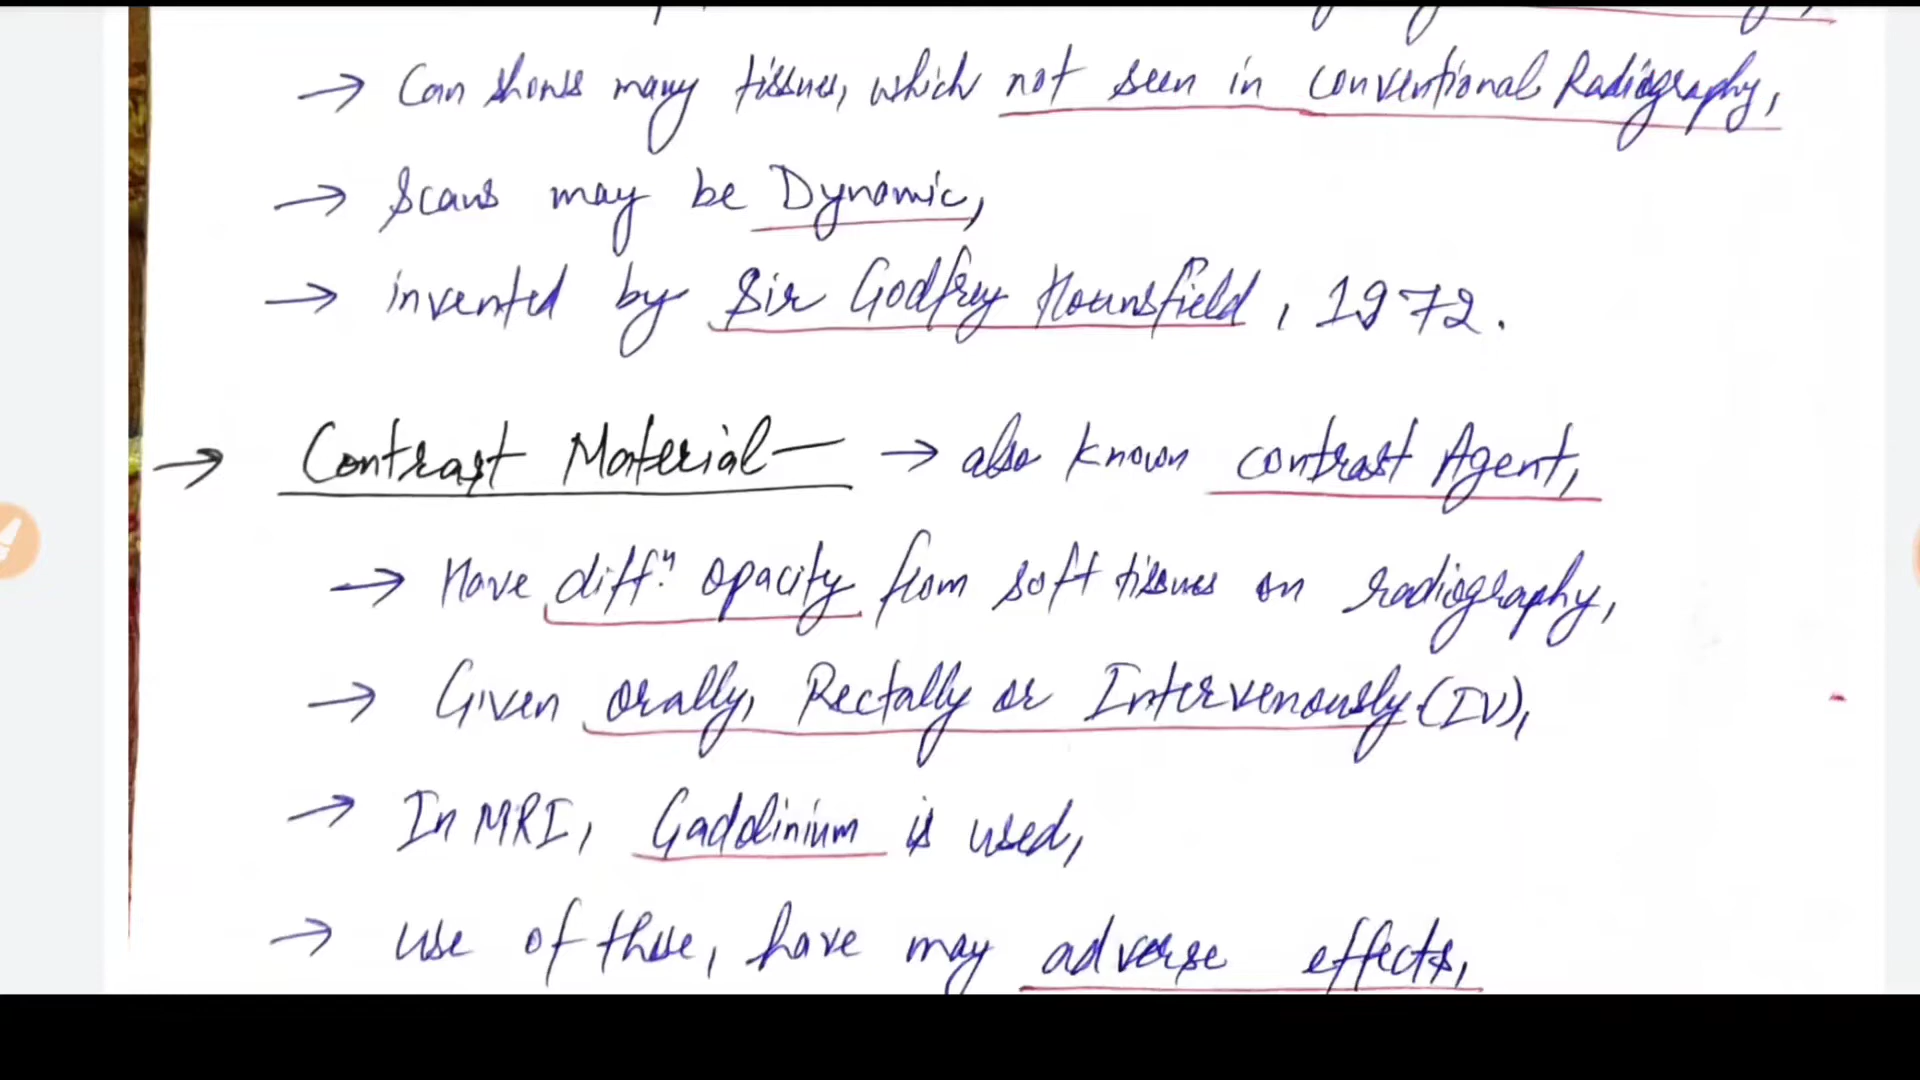 → Can shows many tissues, which not seen in conventional Radiography,
→ Scans may be Dynamic,
→ invented by Sir Godfrey Hounsfield, 1972.
→ Contrast Material — → also known contrast Agent,
→ Have diff.n opacity from soft tissues on radiography,
→ Given orally, Rectally or Intervenously (IV),
→ In MRI, Gadolinium is used,
→ use of these, have may adverse effects,